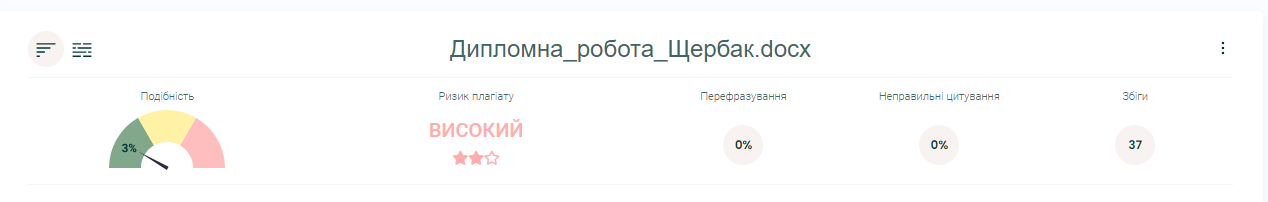 Дипломна_робота_Щербак.docx
Подібність
Ризик плагіату
Перефразування
Неправильні цитування
Збіги
3%
ВИСОКИЙ
0%
0%
37